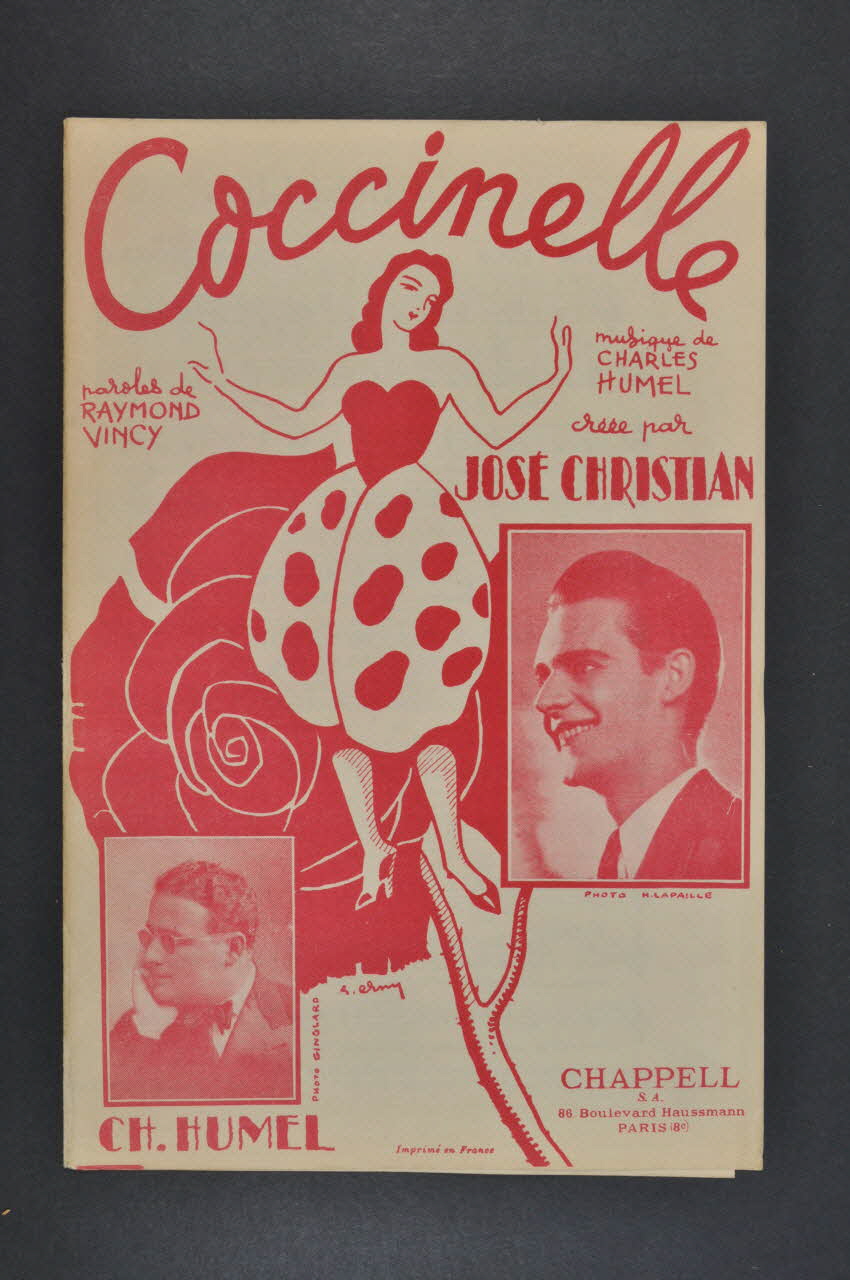 Coccinelle
paroles de
RAYMOND
VINCY
musique de
CHARLES
HUMEL
créée par
JOSÉ CHRISTIAN
PHOTO H. LAPAILLE
PHOTO GINGLARD
CH. HUMEL
Imprimé en France
CHAPPELL
S. A.
86 Boulevard Haussmann
PARIS (8e)